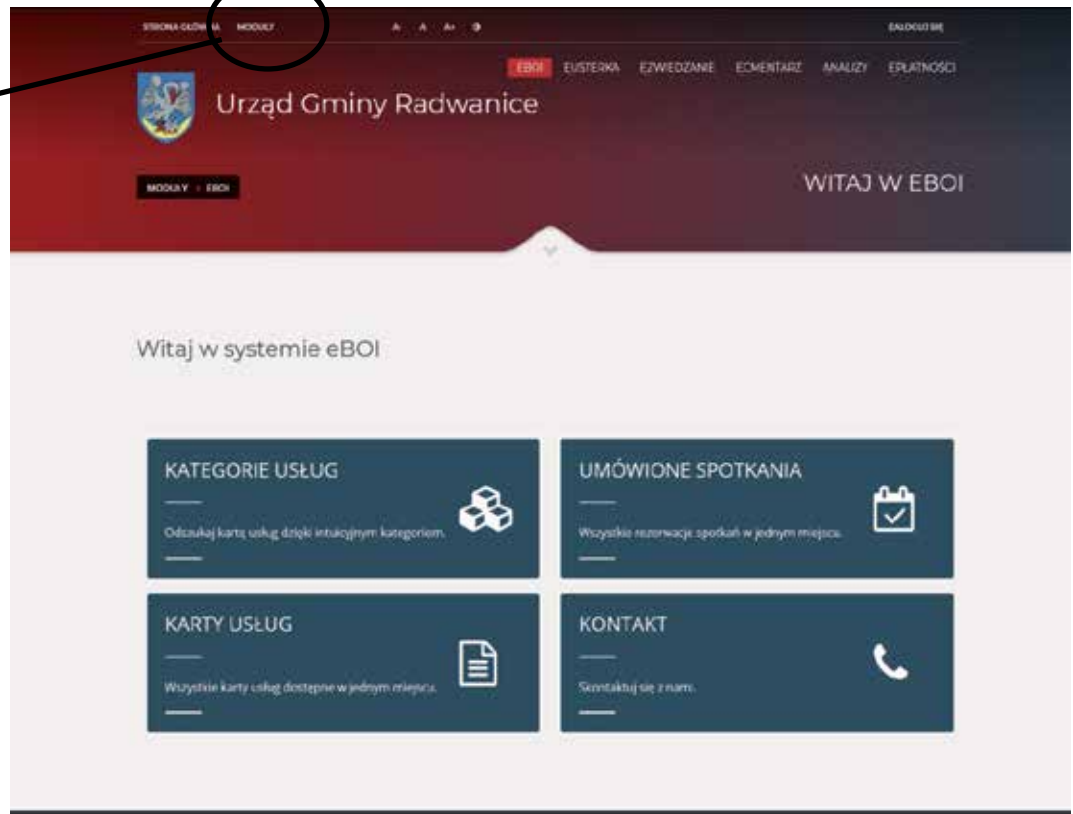 STRONA GŁÓWNA MODUŁY A- A A+ ZALOGUJ SIĘ
EBOI EUSTERKA EZWIEDZANIE ECMENTARZ ANALIZY EPŁATNOŚCI
Urząd Gminy Radwanice
MODUŁY EBOI
WITAJ W EBOI
Witaj w systemie eBOI
KATEGORIE USŁUG
Odszukaj kartę usług dzięki intuicyjnym kategoriom.
UMÓWIONE SPOTKANIA
Wszystkie rezerwacje spotkań w jednym miejscu.
KARTY USŁUG
Wszystkie karty usług dostępne w jednym miejscu.
KONTAKT
Skontaktuj się z nami.